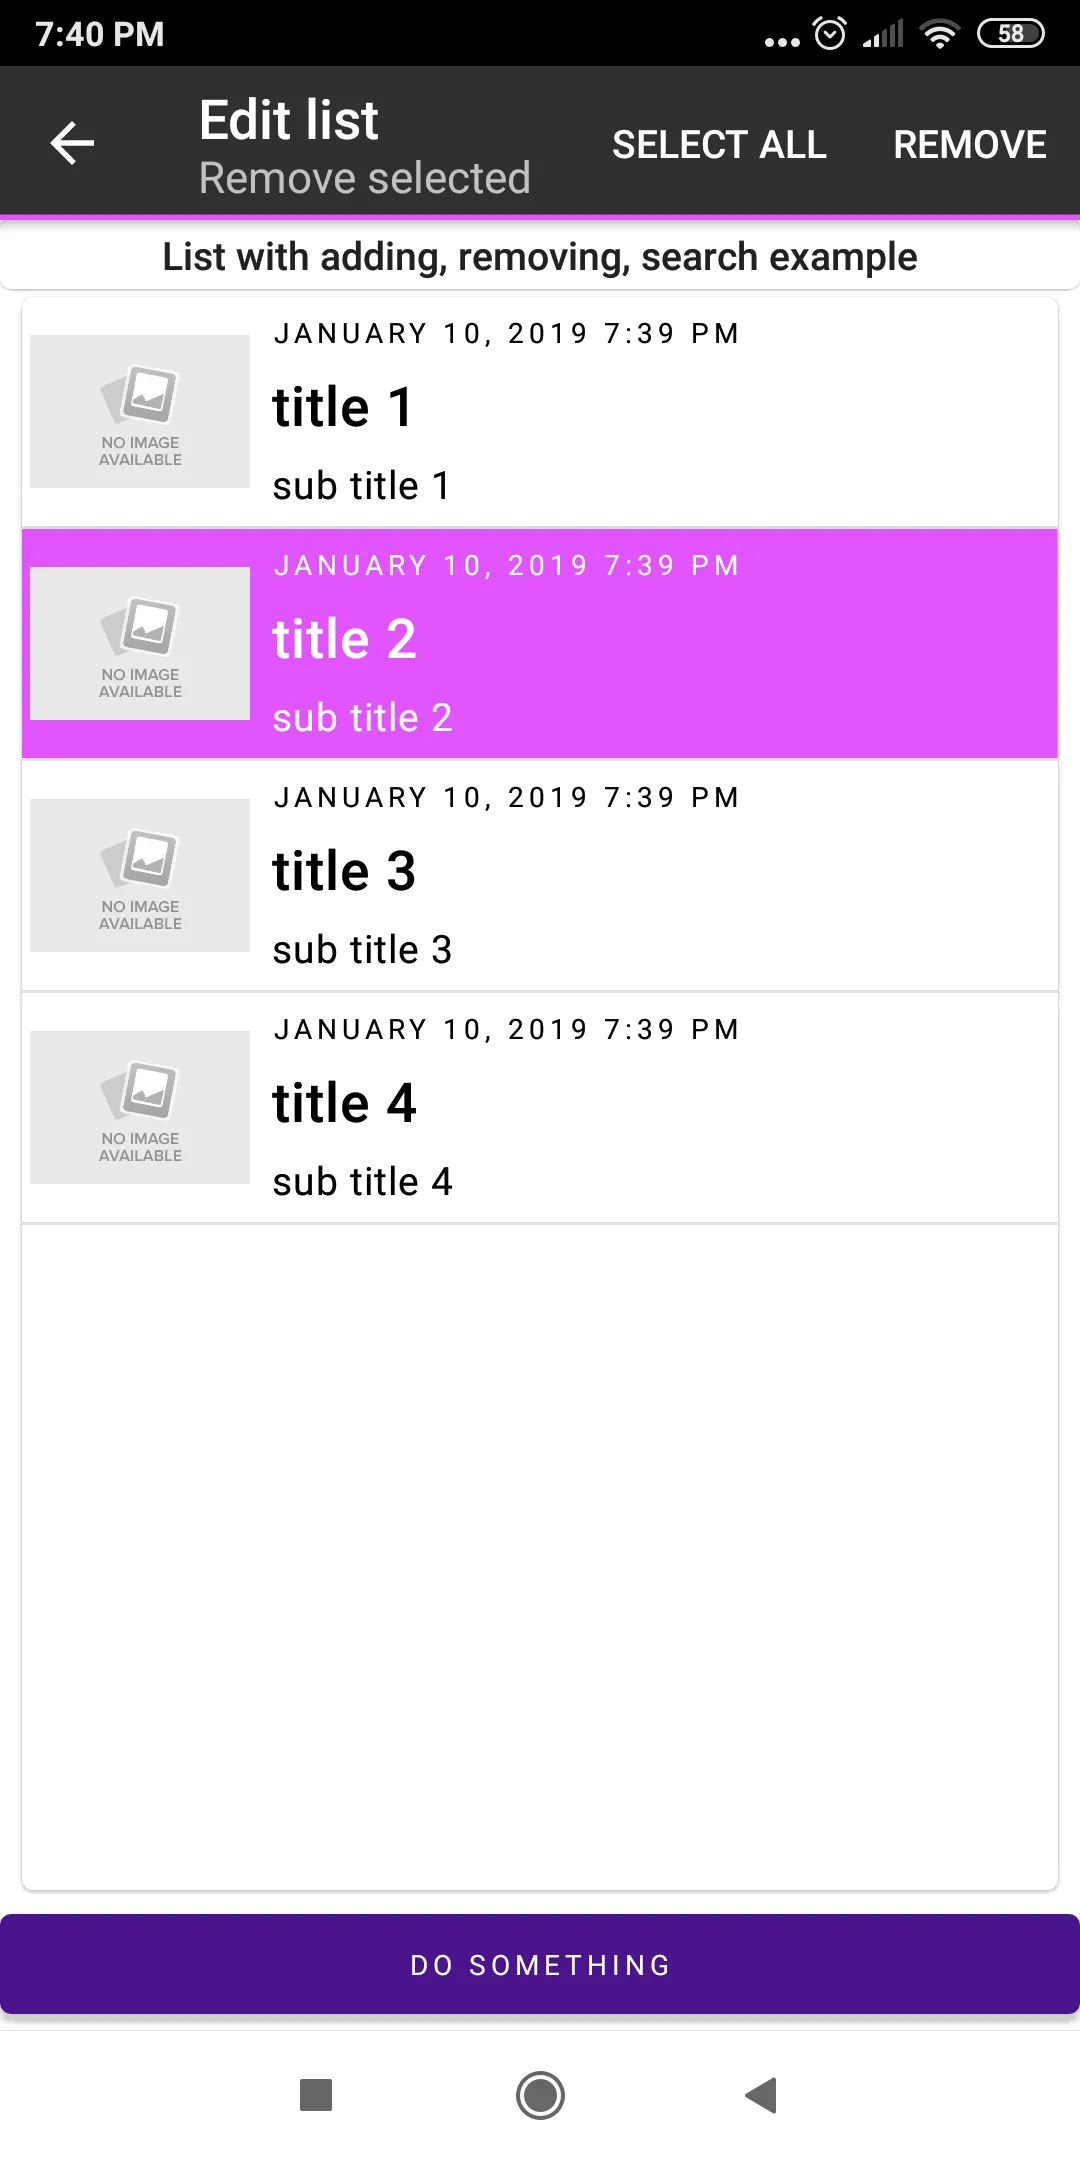 7:40 PM
58
Edit list
Remove selected
SELECT ALL
REMOVE
List with adding, removing, search example
JANUARY 10, 2019 7:39 PM
title 1
sub title 1
NO IMAGE
AVAILABLE
JANUARY 10, 2019 7:39 PM
title 2
sub title 2
NO IMAGE
AVAILABLE
JANUARY 10, 2019 7:39 PM
title 3
sub title 3
NO IMAGE
AVAILABLE
JANUARY 10, 2019 7:39 PM
title 4
sub title 4
NO IMAGE
AVAILABLE
DO SOMETHING